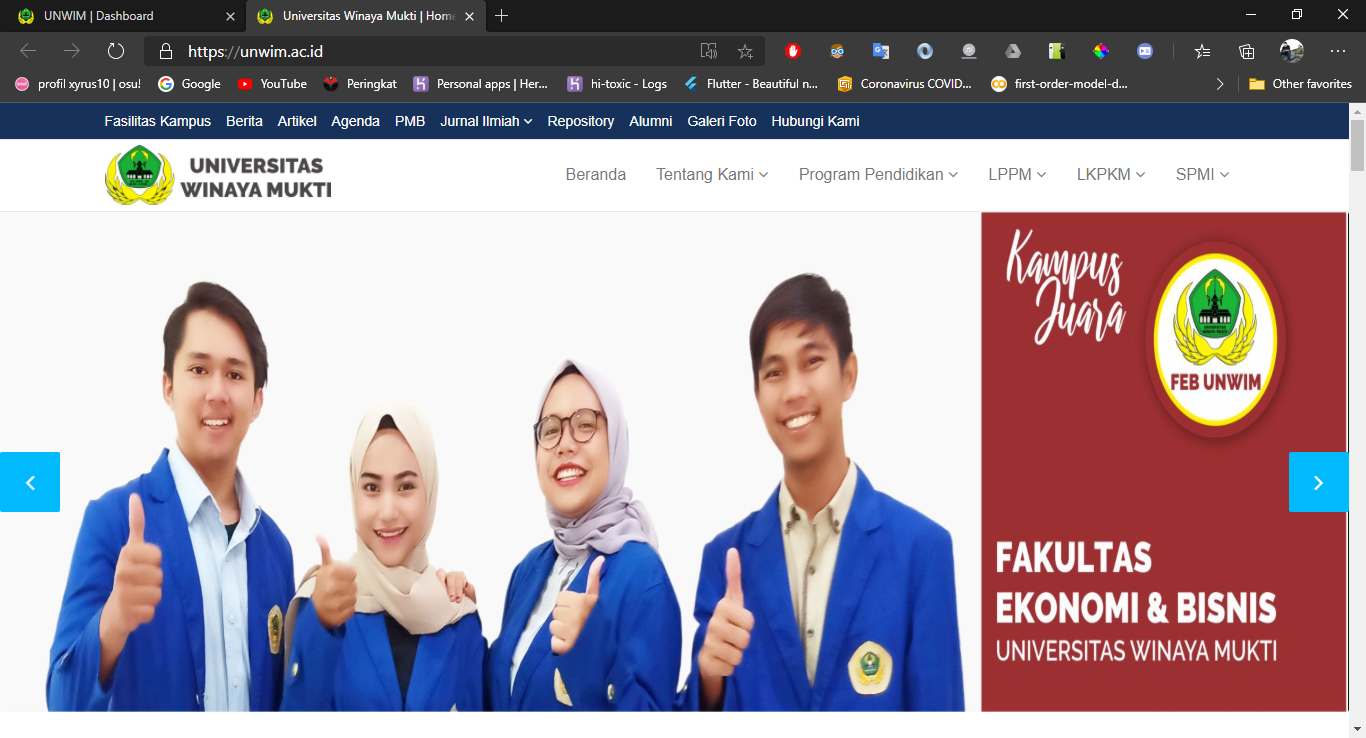 UNWIM | Dashboard
Universitas Winaya Mukti | Home
https://unwim.ac.id
profil xyrus10 | osu!
Google
YouTube
Peringkat
Personal apps | Her...
hi-toxic - Logs
Flutter - Beautiful n...
Coronavirus COVID...
first-order-model-d...
Other favorites
Fasilitas Kampus Berita Artikel Agenda PMB Jurnal Ilmiah Repository Alumni Galeri Foto Hubungi Kami
UNIVERSITAS
WINAYA MUKTI
Beranda Tentang Kami Program Pendidikan LPPM LKPKM SPMI
Kampus
Juara
FEB UNWIM
FAKULTAS
EKONOMI & BISNIS
UNIVERSITAS WINAYA MUKTI